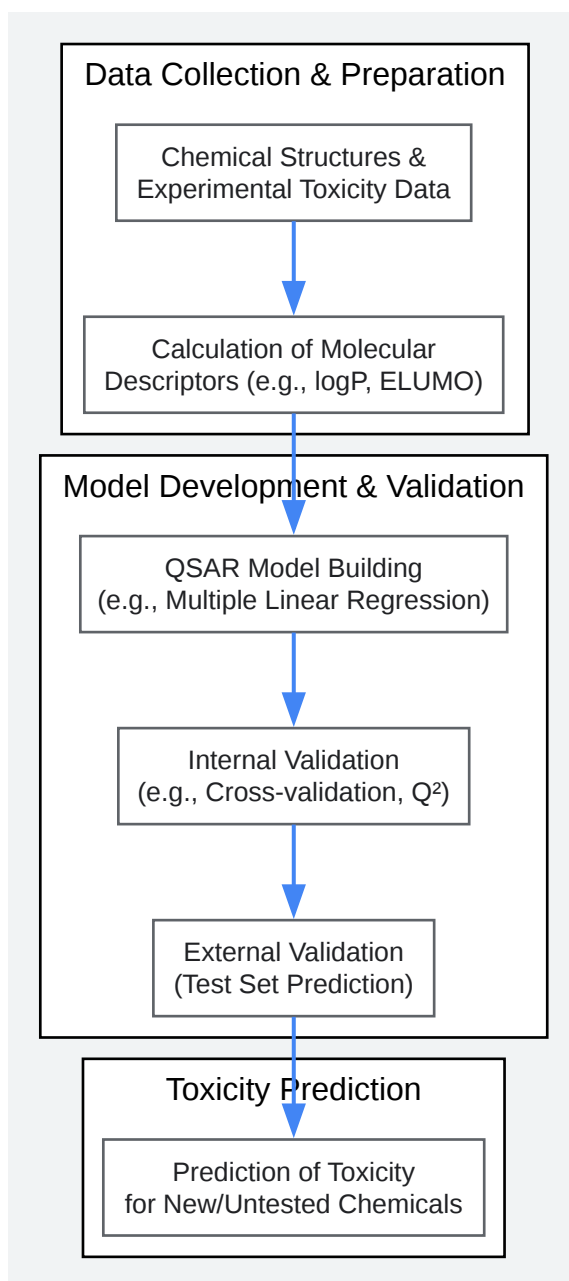 Data Collection & Preparation
Chemical Structures &
Experimental Toxicity Data
Calculation of Molecular
Descriptors (e.g., logP, ELUMO)
Model Development & Validation
QSAR Model Building
(e.g., Multiple Linear Regression)
Internal Validation
(e.g., Cross-validation, Q²)
External Validation
(Test Set Prediction)
Toxicity Prediction
Prediction of Toxicity
for New/Untested Chemicals